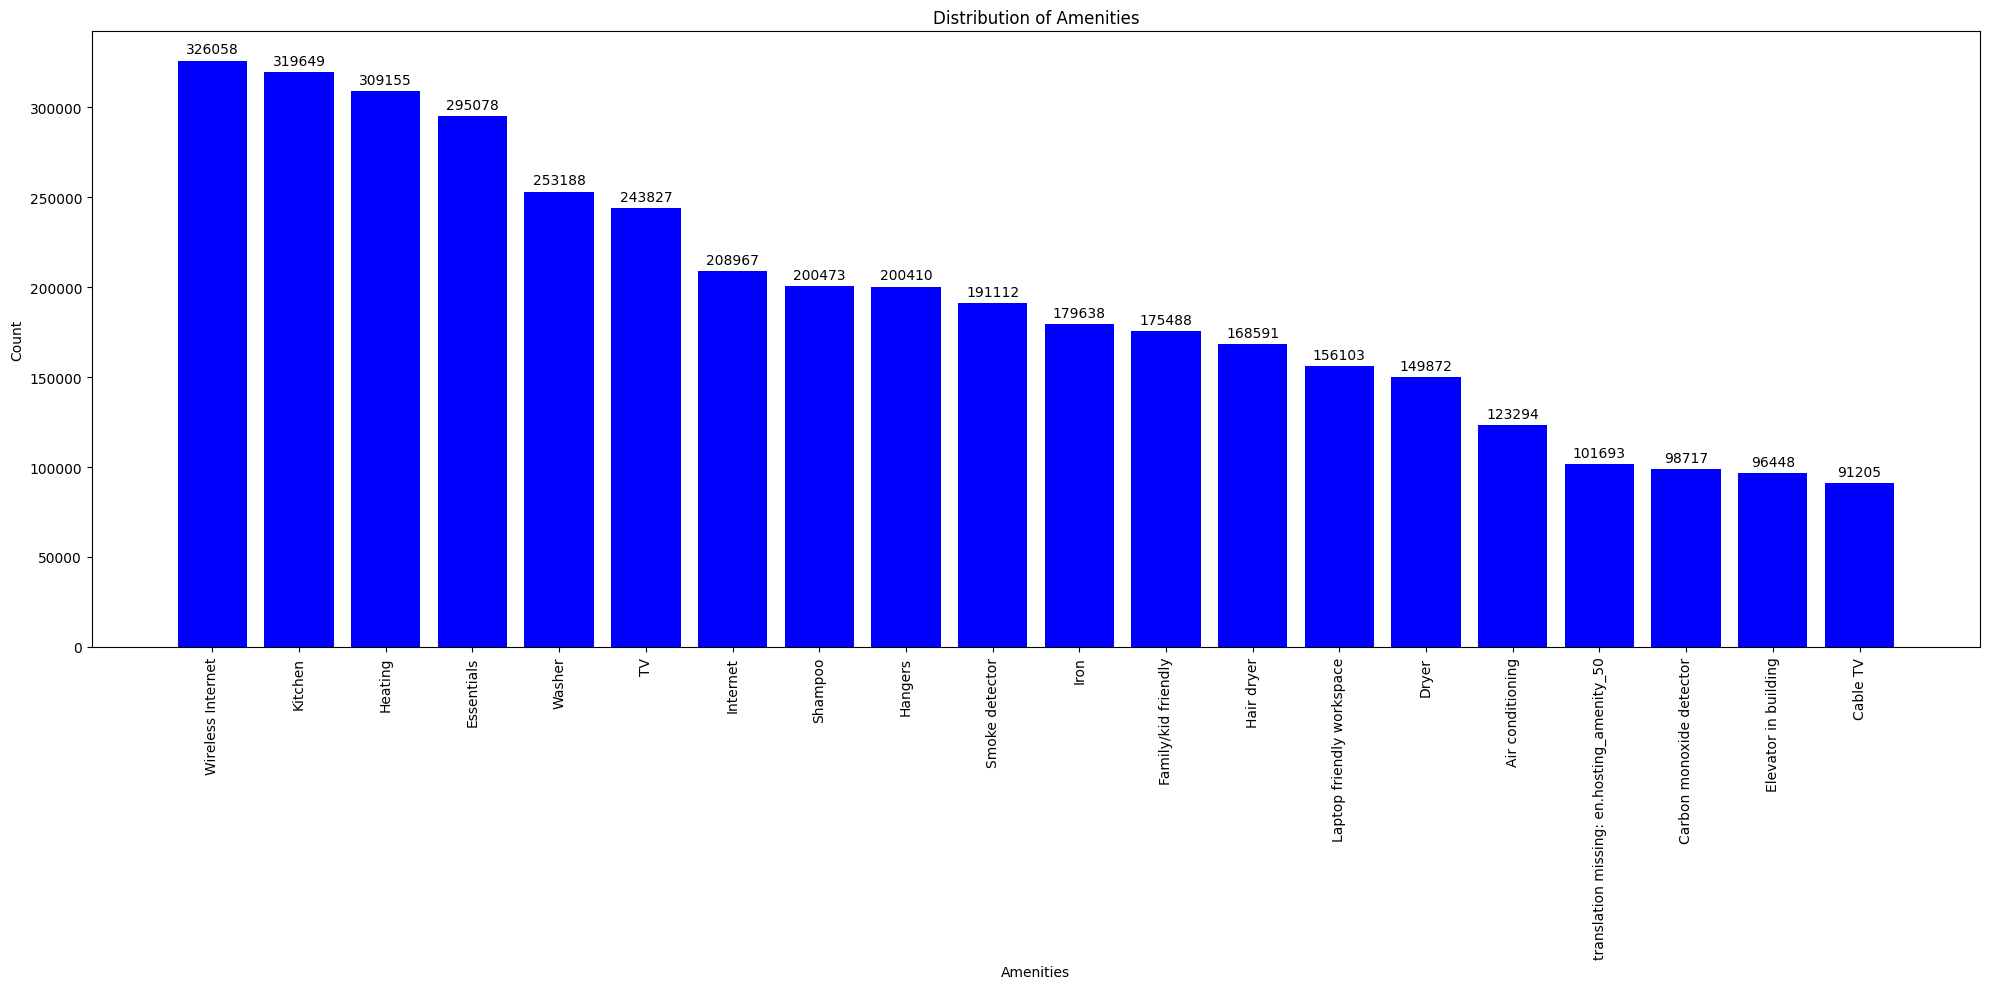 Distribution of Amenities
Count
300000
250000
200000
150000
100000
50000
0
326058
319649
309155
295078
253188
243827
208967
200473
200410
191112
179638
175488
168591
156103
149872
123294
101693
98717
96448
91205
Wireless Internet
Kitchen
Heating
Essentials
Washer
TV
Internet
Shampoo
Hangers
Smoke detector
Iron
Family/kid friendly
Hair dryer
Laptop friendly workspace
Dryer
Air conditioning
translation missing: en.hosting_amenity_50
Carbon monoxide detector
Elevator in building
Cable TV
Amenities